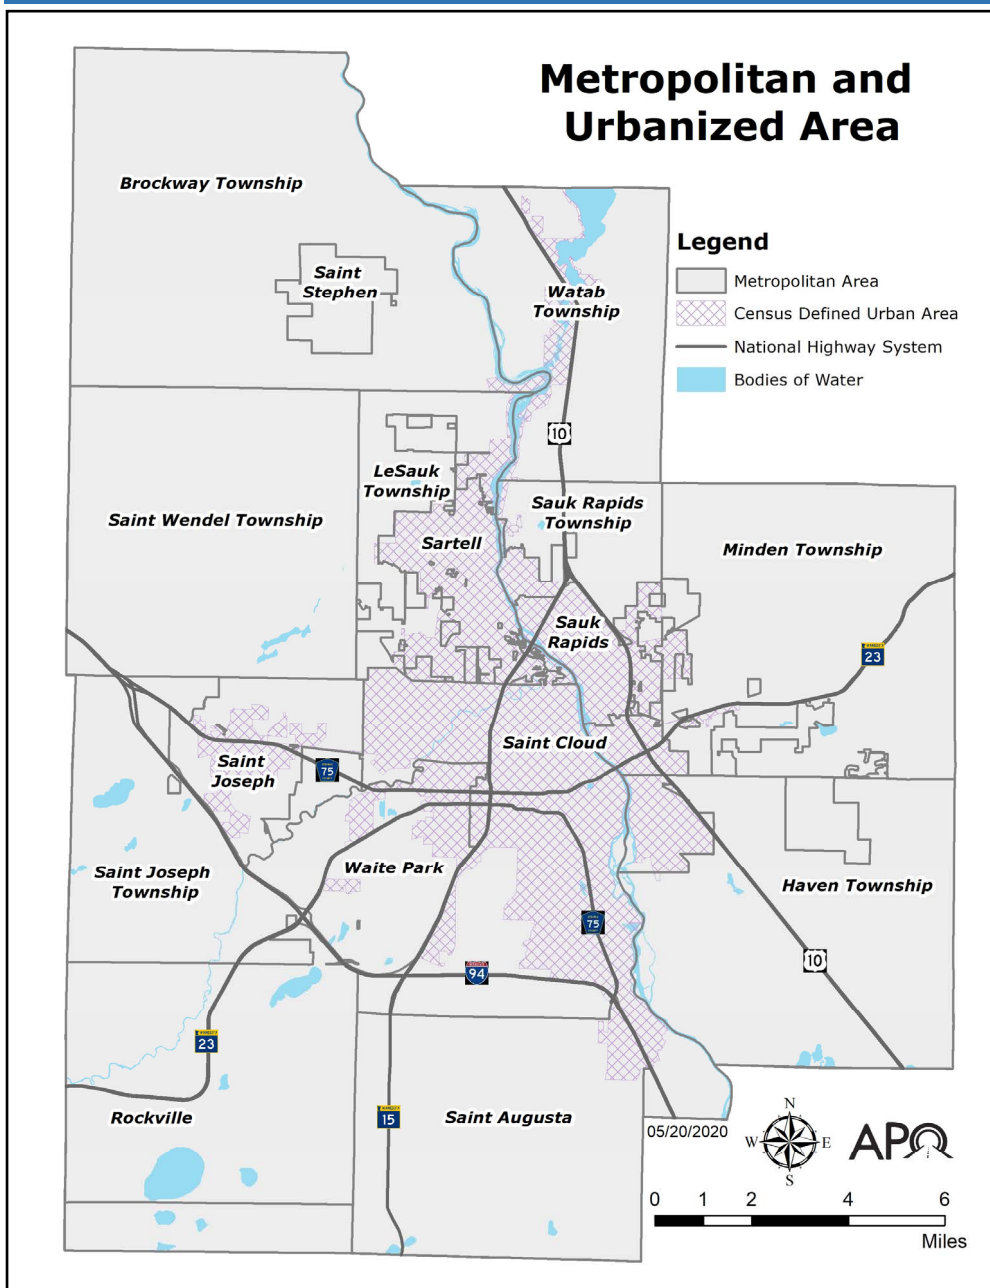 Metropolitan and
Urbanized Area
Brockway Township
Saint
Stephen
Watab
Township
Legend
Metropolitan Area
Census Defined Urban Area
National Highway System
Bodies of Water
10
LeSauk
Township
Saint Wendel Township
Sartell
Sauk Rapids
Township
Minden Township
Sauk
Rapids
23
Saint Cloud
Saint
Joseph
75
Saint Joseph
Township
Waite Park
Haven Township
75
94
10
23
Rockville
15
Saint Augusta
05/20/2020
N
W
E
S
APO
0 1 2 4 6
Miles